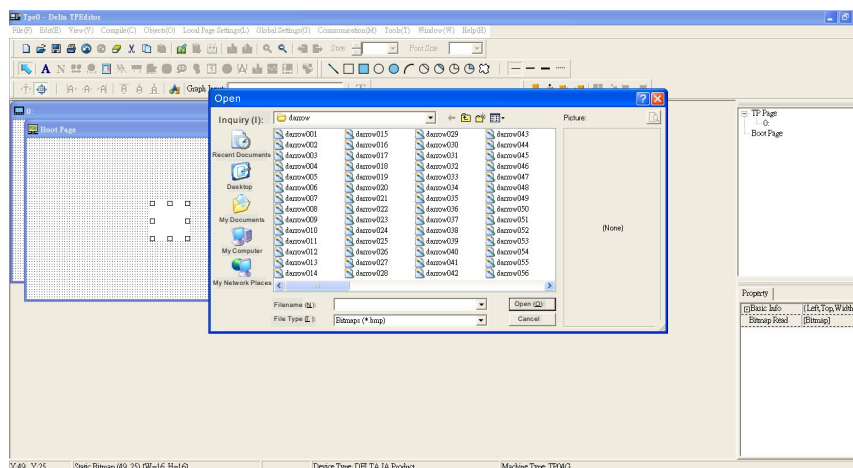 Tpe0 - Delta TPEditor
File(F) Edit(E) View(V) Compile(C) Objects(O) Local Page Settings(L) Global Settings(G) Communication(M) Tools(T) Window(W) Help(H)
Font Size
Graph
0:
Boot Page
Open
Inquiry (I): darrow Picture:
Recent Documents
Desktop
My Documents
My Computer
My Network Places
darrow001 darrow015 darrow029 darrow043
darrow002 darrow016 darrow030 darrow044
darrow003 darrow017 darrow031 darrow045
darrow004 darrow018 darrow032 darrow046
darrow005 darrow019 darrow033 darrow047
darrow006 darrow020 darrow034 darrow048
darrow007 darrow021 darrow035 darrow049
darrow008 darrow022 darrow036 darrow050
darrow009 darrow023 darrow037 darrow051
darrow010 darrow024 darrow038 darrow052
darrow011 darrow025 darrow039 darrow053
darrow012 darrow026 darrow040 darrow054
darrow013 darrow027 darrow041 darrow055
darrow014 darrow028 darrow042 darrow056
(None)
Filename (N): Open (O):
File Type (F): Bitmaps (*.bmp) Cancel
TP Page
0:
Boot Page
Property
Basic Info (Left,Top,Width
Bitmap Read (Bitmap)
X:49 Y:25 Static Bitmap (49, 25) [W=16, H=16] Device Type: DELTA IA Product Machine Type: TP04G